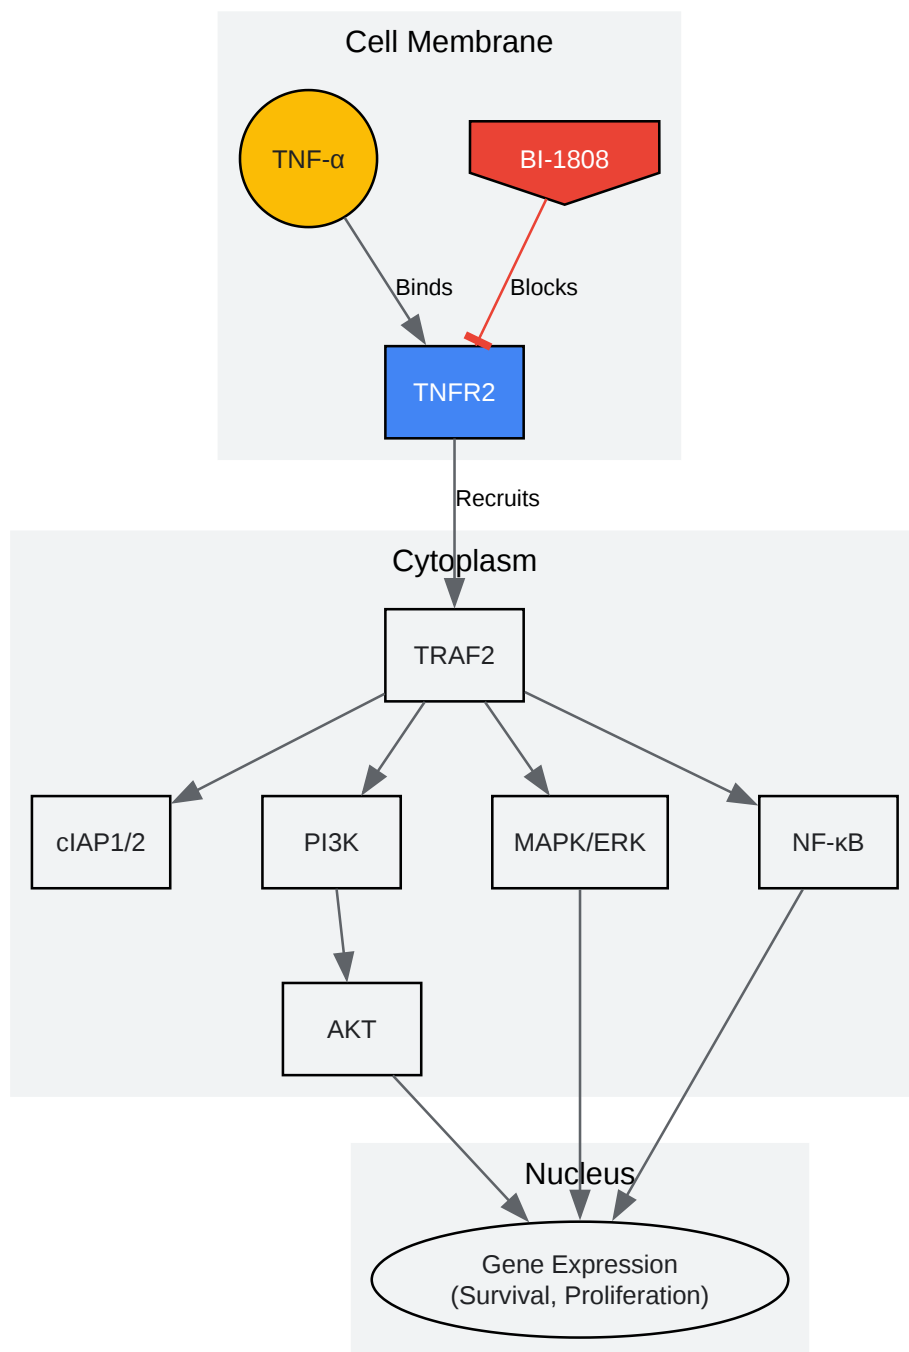 Cell Membrane
TNF-α
BI-1808
Binds
Blocks
TNFR2
Recruits
Cytoplasm
TRAF2
cIAP1/2
PI3K
MAPK/ERK
NF-κB
AKT
Nucleus
Gene Expression
(Survival, Proliferation)